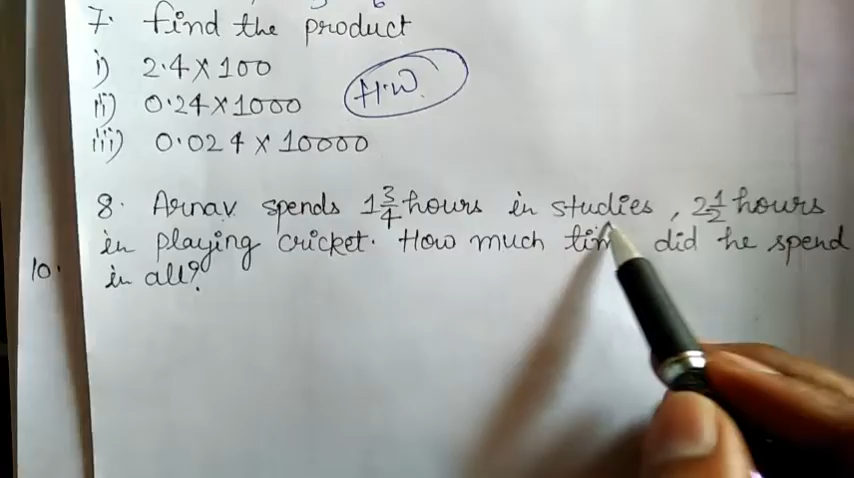 7. find the product
i) 2.4 × 100
H.W.
ii) 0.24 × 1000
iii) 0.024 × 10000
8. Arnav spends 1 3/4 hours in studies, 2 1/2 hours
in playing cricket. How much tim did he spend
10.
in all?